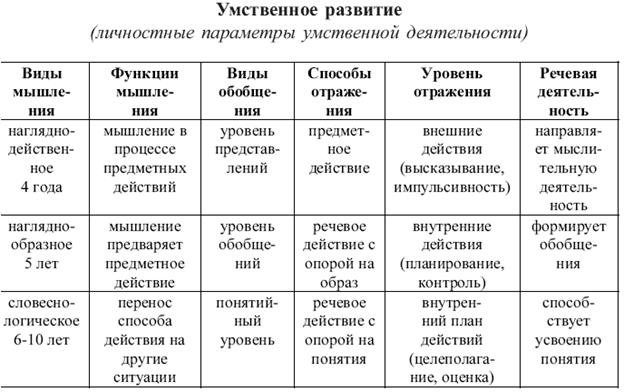 Умственное развитие
(личностные параметры умственной деятельности)
Виды мышле-ния | Функции мышле-ния | Виды обобще-ния | Способы отраже-ния | Уровень отражения | Речевая деятель-ность
наглядно-действен-ное 4 года | мышление в процессе предметных действий | уровень представ-лений | предмет-ное действие | внешние действия (высказывание, импульсивность) | направля-ет мысли-тельную деятель-ность
наглядно-образное 5 лет | мышление предваряет предметное действие | уровень обобще-ний | речевое действие с опорой на образ | внутренние действия (планирование, контроль) | формирует обобще-ния
словесно-логическое 6-10 лет | перенос способа действия на другие ситуации | понятий-ный уровень | речевое действие с опорой на понятия | внутрен-ний план действий (целеполага-ние, оценка) | способ-ствует усвоению понятия